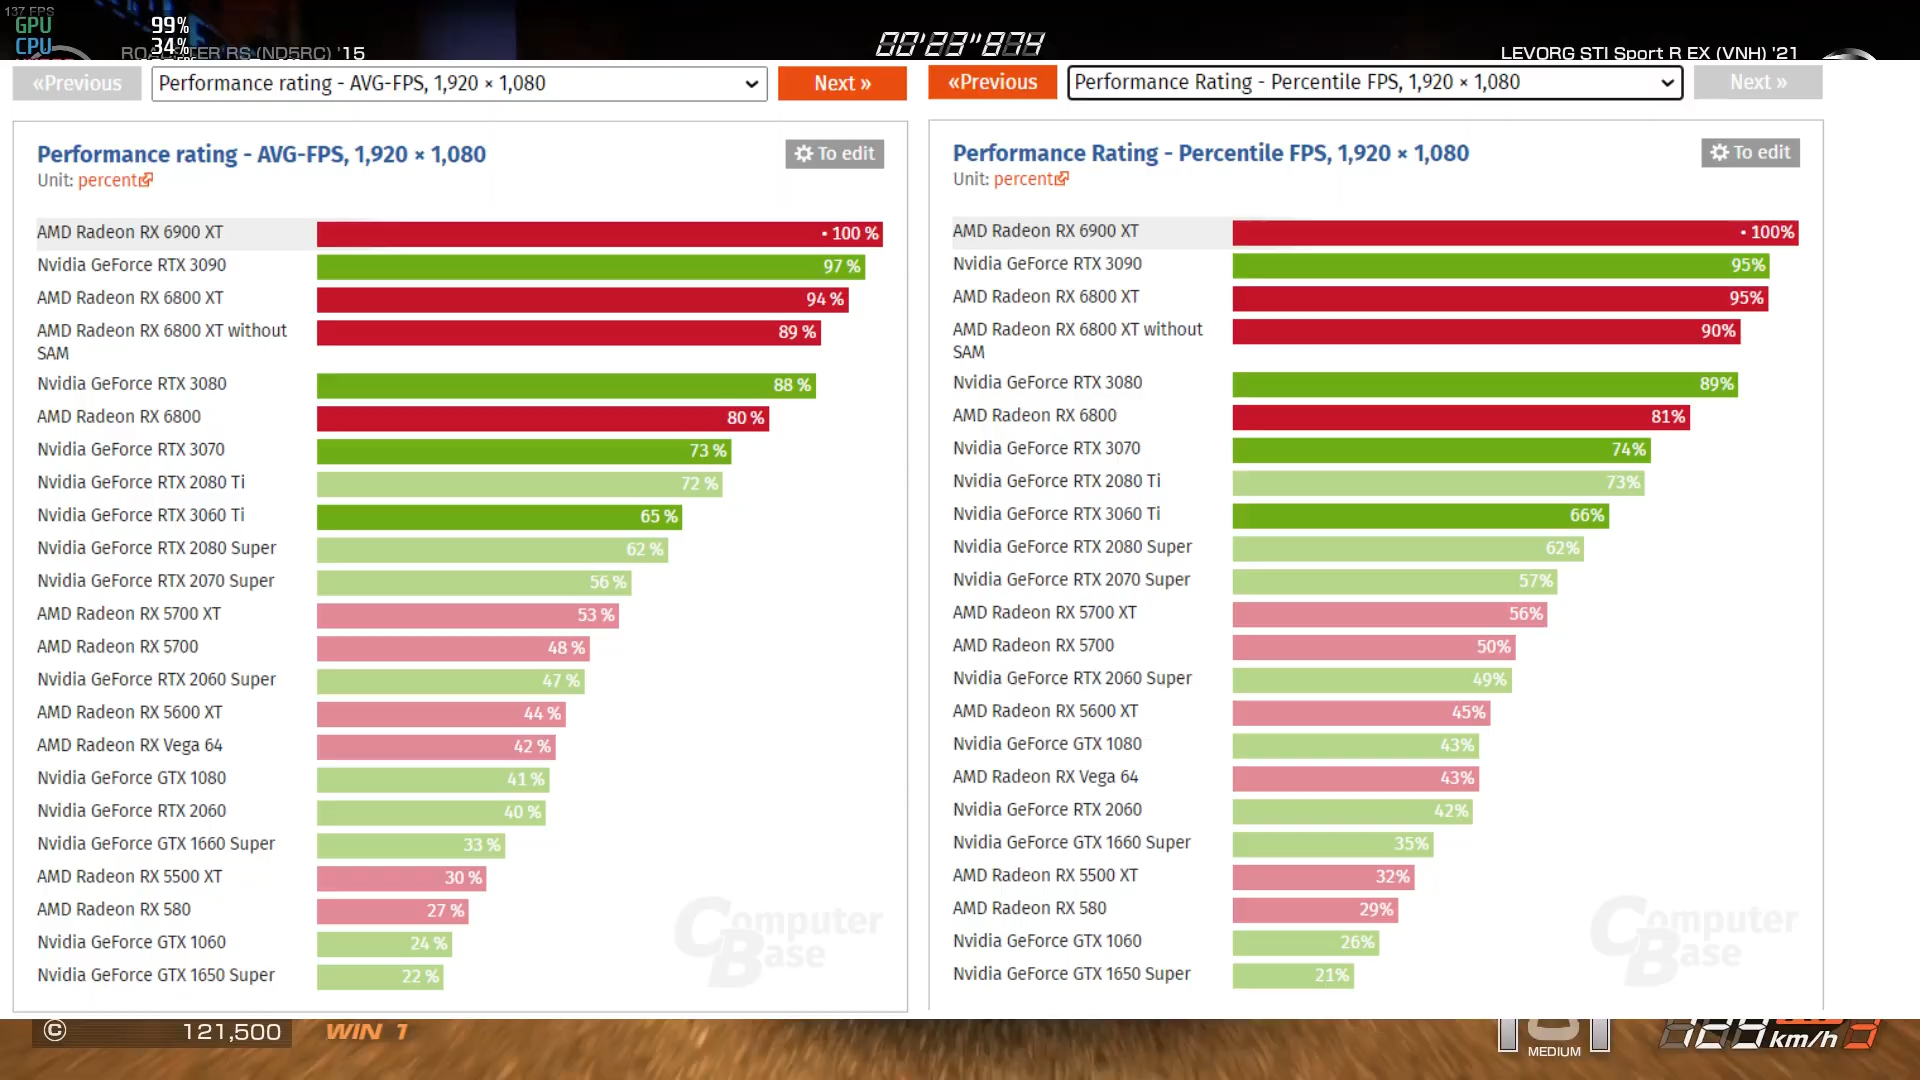 137 FPS
GPU 99%
CPU 34%
ROADSTER RS (ND5RC) '15
00'23"874
LEVORG STI Sport R EX (VNH) '21
«Previous
Performance rating - AVG-FPS, 1,920 × 1,080
Next »
«Previous
Performance Rating - Percentile FPS, 1,920 × 1,080
Next »
Performance rating - AVG-FPS, 1,920 × 1,080
To edit
Unit: percent
AMD Radeon RX 6900 XT • 100 %
Nvidia GeForce RTX 3090 97 %
AMD Radeon RX 6800 XT 94 %
AMD Radeon RX 6800 XT without 89 %
SAM
Nvidia GeForce RTX 3080 88 %
AMD Radeon RX 6800 80 %
Nvidia GeForce RTX 3070 73 %
Nvidia GeForce RTX 2080 Ti 72 %
Nvidia GeForce RTX 3060 Ti 65 %
Nvidia GeForce RTX 2080 Super 62 %
Nvidia GeForce RTX 2070 Super 56 %
AMD Radeon RX 5700 XT 53 %
AMD Radeon RX 5700 48 %
Nvidia GeForce RTX 2060 Super 47 %
AMD Radeon RX 5600 XT 44 %
AMD Radeon RX Vega 64 42 %
Nvidia GeForce GTX 1080 41 %
Nvidia GeForce RTX 2060 40 %
Nvidia GeForce GTX 1660 Super 33 %
AMD Radeon RX 5500 XT 30 %
AMD Radeon RX 580 27 %
Nvidia GeForce GTX 1060 24 %
Nvidia GeForce GTX 1650 Super 22 %
Computer
Base
Performance Rating - Percentile FPS, 1,920 × 1,080
To edit
Unit: percent
AMD Radeon RX 6900 XT • 100%
Nvidia GeForce RTX 3090 95%
AMD Radeon RX 6800 XT 95%
AMD Radeon RX 6800 XT without 90%
SAM
Nvidia GeForce RTX 3080 89%
AMD Radeon RX 6800 81%
Nvidia GeForce RTX 3070 74%
Nvidia GeForce RTX 2080 Ti 73%
Nvidia GeForce RTX 3060 Ti 66%
Nvidia GeForce RTX 2080 Super 62%
Nvidia GeForce RTX 2070 Super 57%
AMD Radeon RX 5700 XT 56%
AMD Radeon RX 5700 50%
Nvidia GeForce RTX 2060 Super 49%
AMD Radeon RX 5600 XT 45%
Nvidia GeForce GTX 1080 43%
AMD Radeon RX Vega 64 43%
Nvidia GeForce RTX 2060 42%
Nvidia GeForce GTX 1660 Super 35%
AMD Radeon RX 5500 XT 32%
AMD Radeon RX 580 29%
Nvidia GeForce GTX 1060 26%
Nvidia GeForce GTX 1650 Super 21%
Computer
Base
© 121,500 WIN 1
MEDIUM
km/h 3